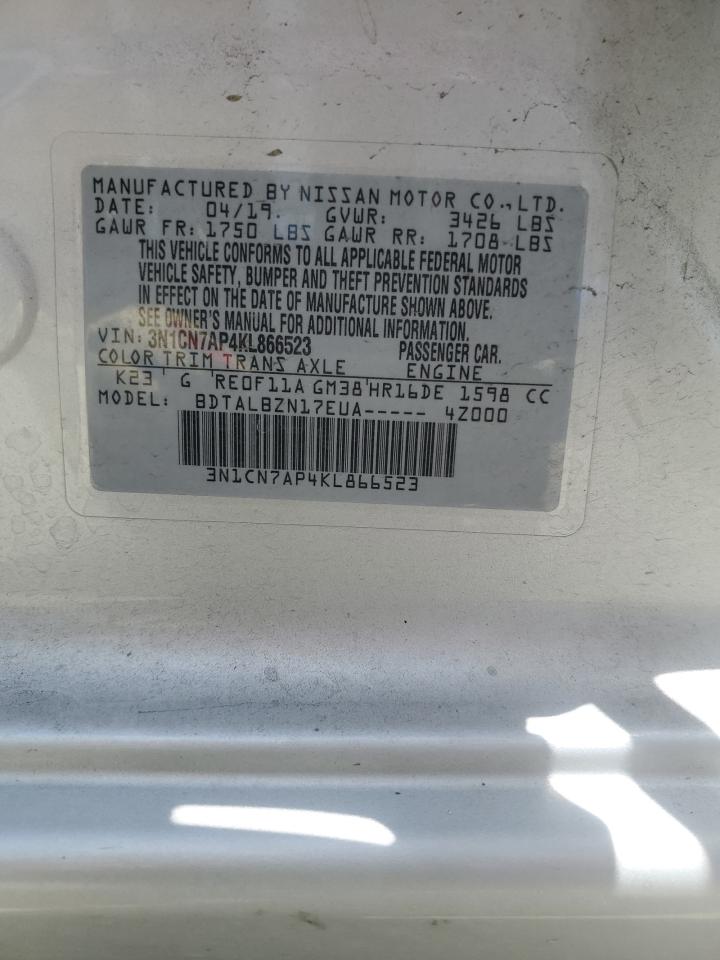 MANUFACTURED BY NISSAN MOTOR CO., LTD.
DATE: 04/19. GVWR: 3426 LBS
GAWR FR: 1750 LBS GAWR RR: 1708 LBS
THIS VEHICLE CONFORMS TO ALL APPLICABLE FEDERAL MOTOR
VEHICLE SAFETY, BUMPER AND THEFT PREVENTION STANDARDS
IN EFFECT ON THE DATE OF MANUFACTURE SHOWN ABOVE.
SEE OWNER'S MANUAL FOR ADDITIONAL INFORMATION.
VIN: 3N1CN7AP4KL866523 PASSENGER CAR.
COLOR TRIM TRANS AXLE ENGINE
K23 G RE0F11A GM38 HR16DE 1598 CC
MODEL: BDTALBZN17EUA----- 4Z000
3N1CN7AP4KL866523